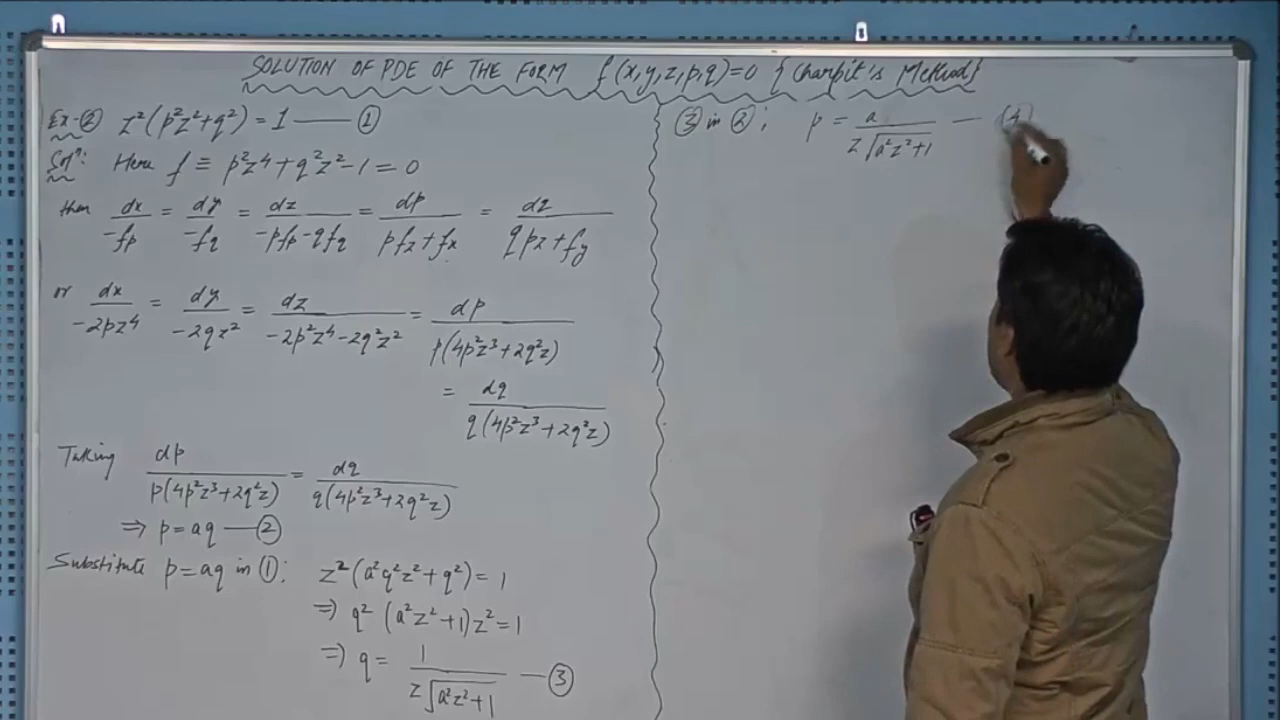 SOLUTION OF PDE OF THE FORM f(x,y,z,p,q)=0 {Charpit's Method}
Ex-② z²(p²z²+q²) = 1 —— ①
Solⁿ: Here f ≡ p²z⁴+q²z²-1 = 0
then dx/-fp = dy/-fq = dz/-pfp-qfq = dp/pfz+fx = dq/qpz+fy
or dx/-2pz⁴ = dy/-2qz² = dz/-2p²z⁴-2q²z² = dp/p(4p²z³+2q²z)
= dq/q(4p²z³+2q²z)
Taking dp/p(4p²z³+2q²z) = dq/q(4p²z³+2q²z)
⇒ p=aq —②
Substitute p=aq in ①: z²(a²q²z²+q²) = 1
⇒ q²(a²z²+1)z²=1
⇒ q= 1/z√a²z²+1 —③
③ in ②; p = a/z√a²z²+1 — ④